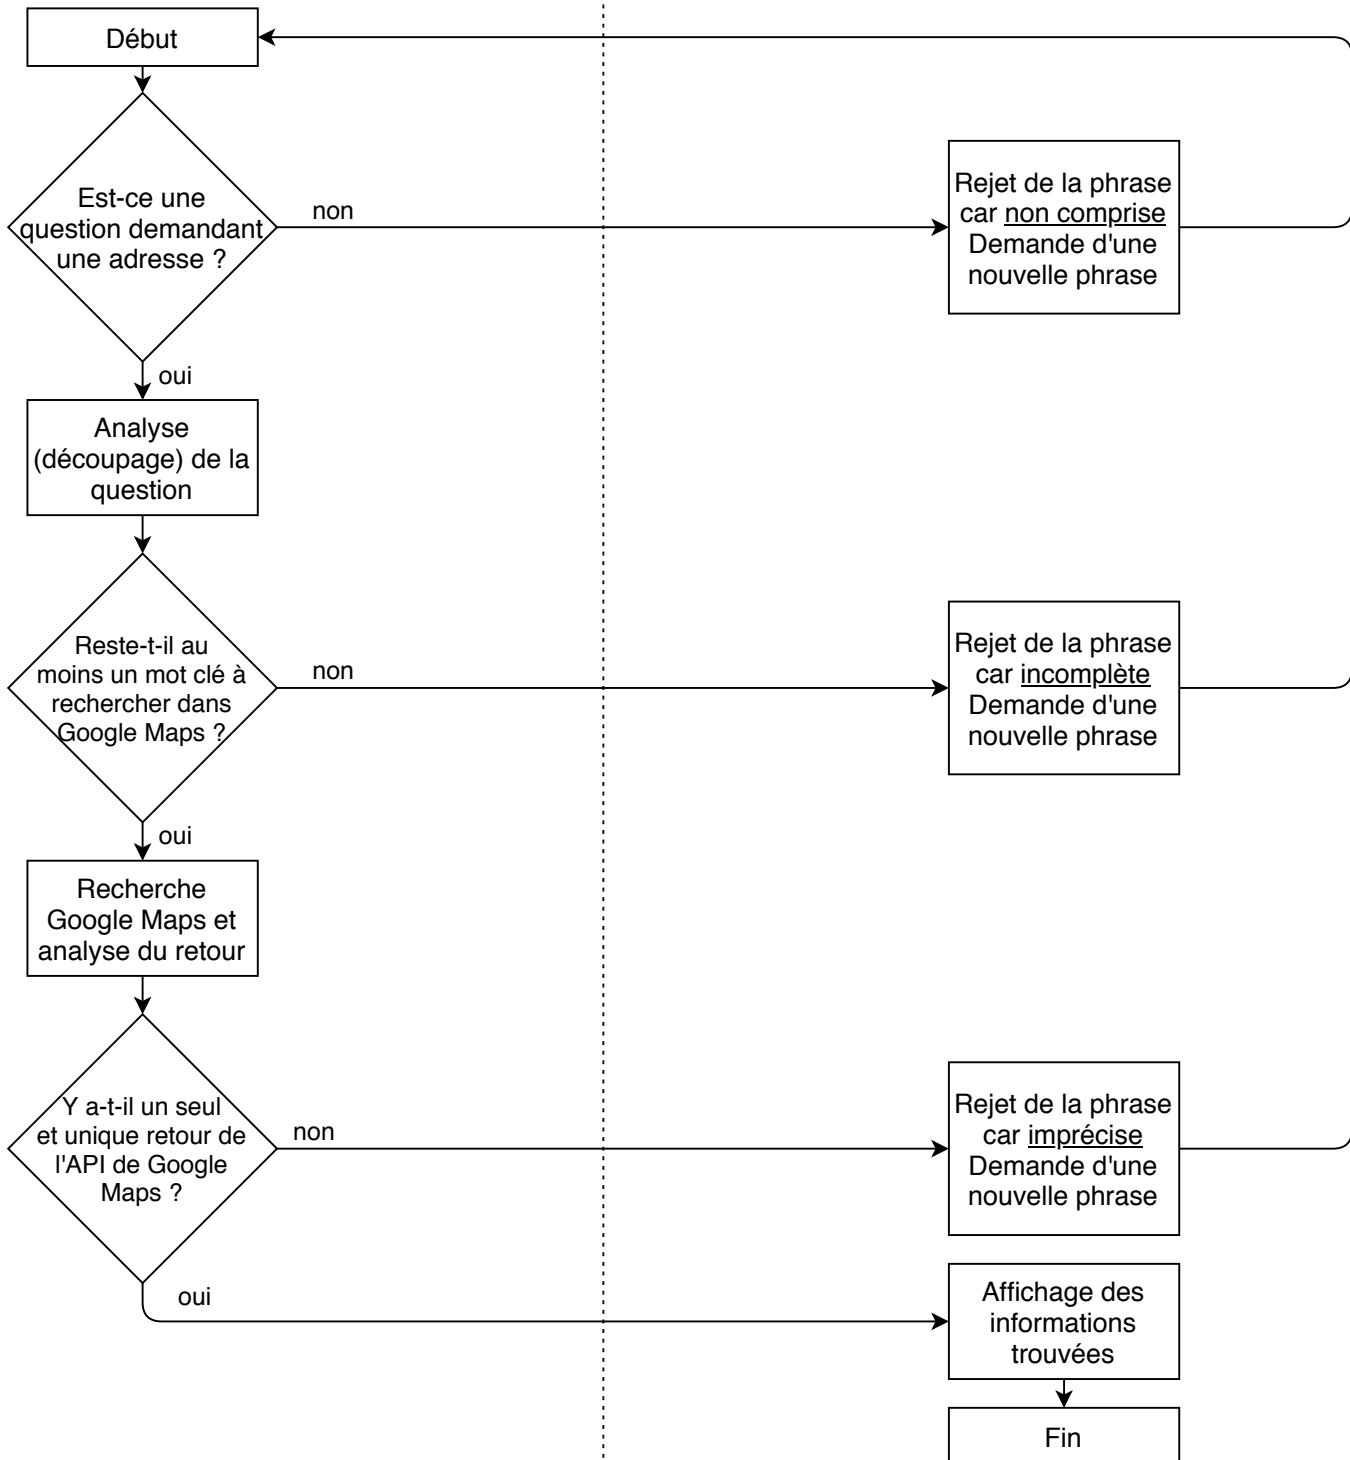 Début
Est-ce une
question demandant
une adresse ?
non
Rejet de la phrase
car non comprise
Demande d'une
nouvelle phrase
oui
Analyse
(découpage) de la
question
Reste-t-il au
moins un mot clé à
rechercher dans
Google Maps ?
non
Rejet de la phrase
car incomplète
Demande d'une
nouvelle phrase
oui
Recherche
Google Maps et
analyse du retour
Y a-t-il un seul
et unique retour de
l'API de Google
Maps ?
non
Rejet de la phrase
car imprécise
Demande d'une
nouvelle phrase
oui
Affichage des
informations
trouvées
Fin